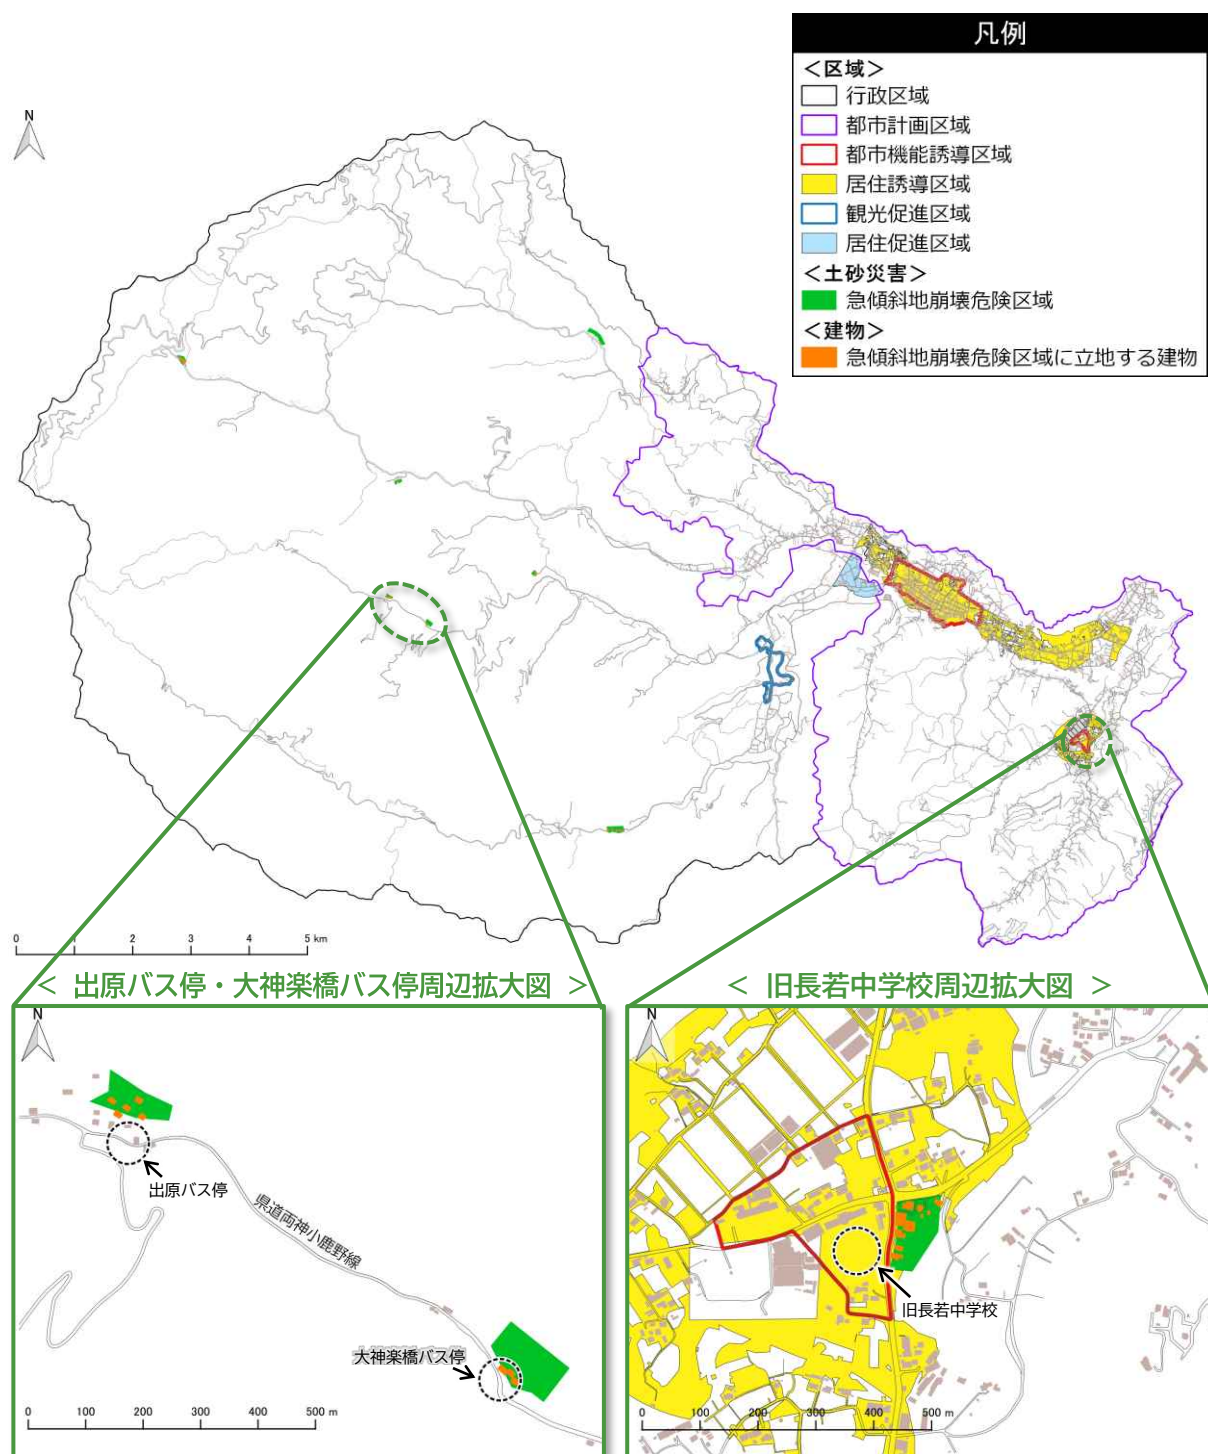 凡例
＜区域＞
行政区域
都市計画区域
都市機能誘導区域
居住誘導区域
観光促進区域
居住促進区域
＜土砂災害＞
急傾斜地崩壊危険区域
＜建物＞
急傾斜地崩壊危険区域に立地する建物
N
0 1 2 3 4 5 km
＜ 出原バス停・大神楽橋バス停周辺拡大図 ＞
＜ 旧長若中学校周辺拡大図 ＞
N
出原バス停
県道両神小鹿野線
大神楽橋バス停
0 100 200 300 400 500 m
N
旧長若中学校
0 100 200 300 400 500 m